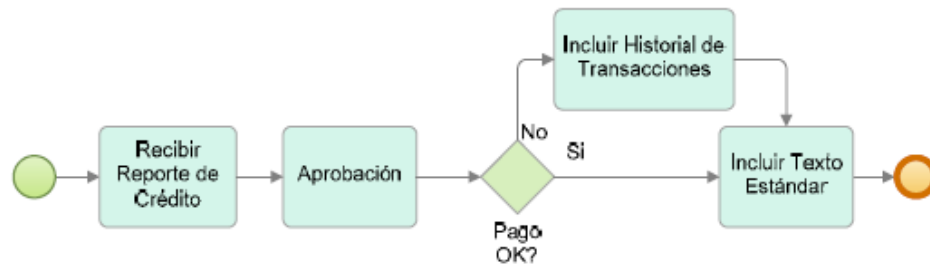 Incluir Historial de
Transacciones
No
Si
Recibir
Reporte de
Crédito
Aprobación
Pago
OK?
Incluir Texto
Estándar